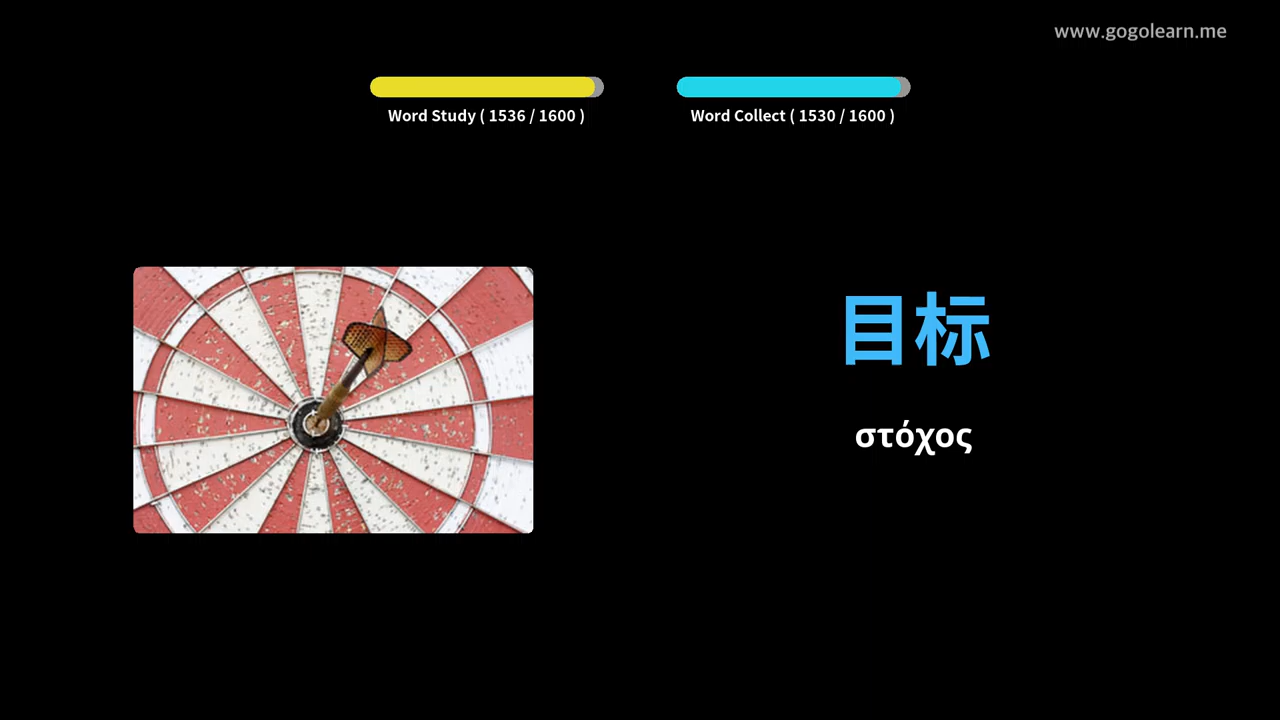 www.gogolearn.me
Word Study ( 1536 / 1600 )
Word Collect ( 1530 / 1600 )
目标
στόχος